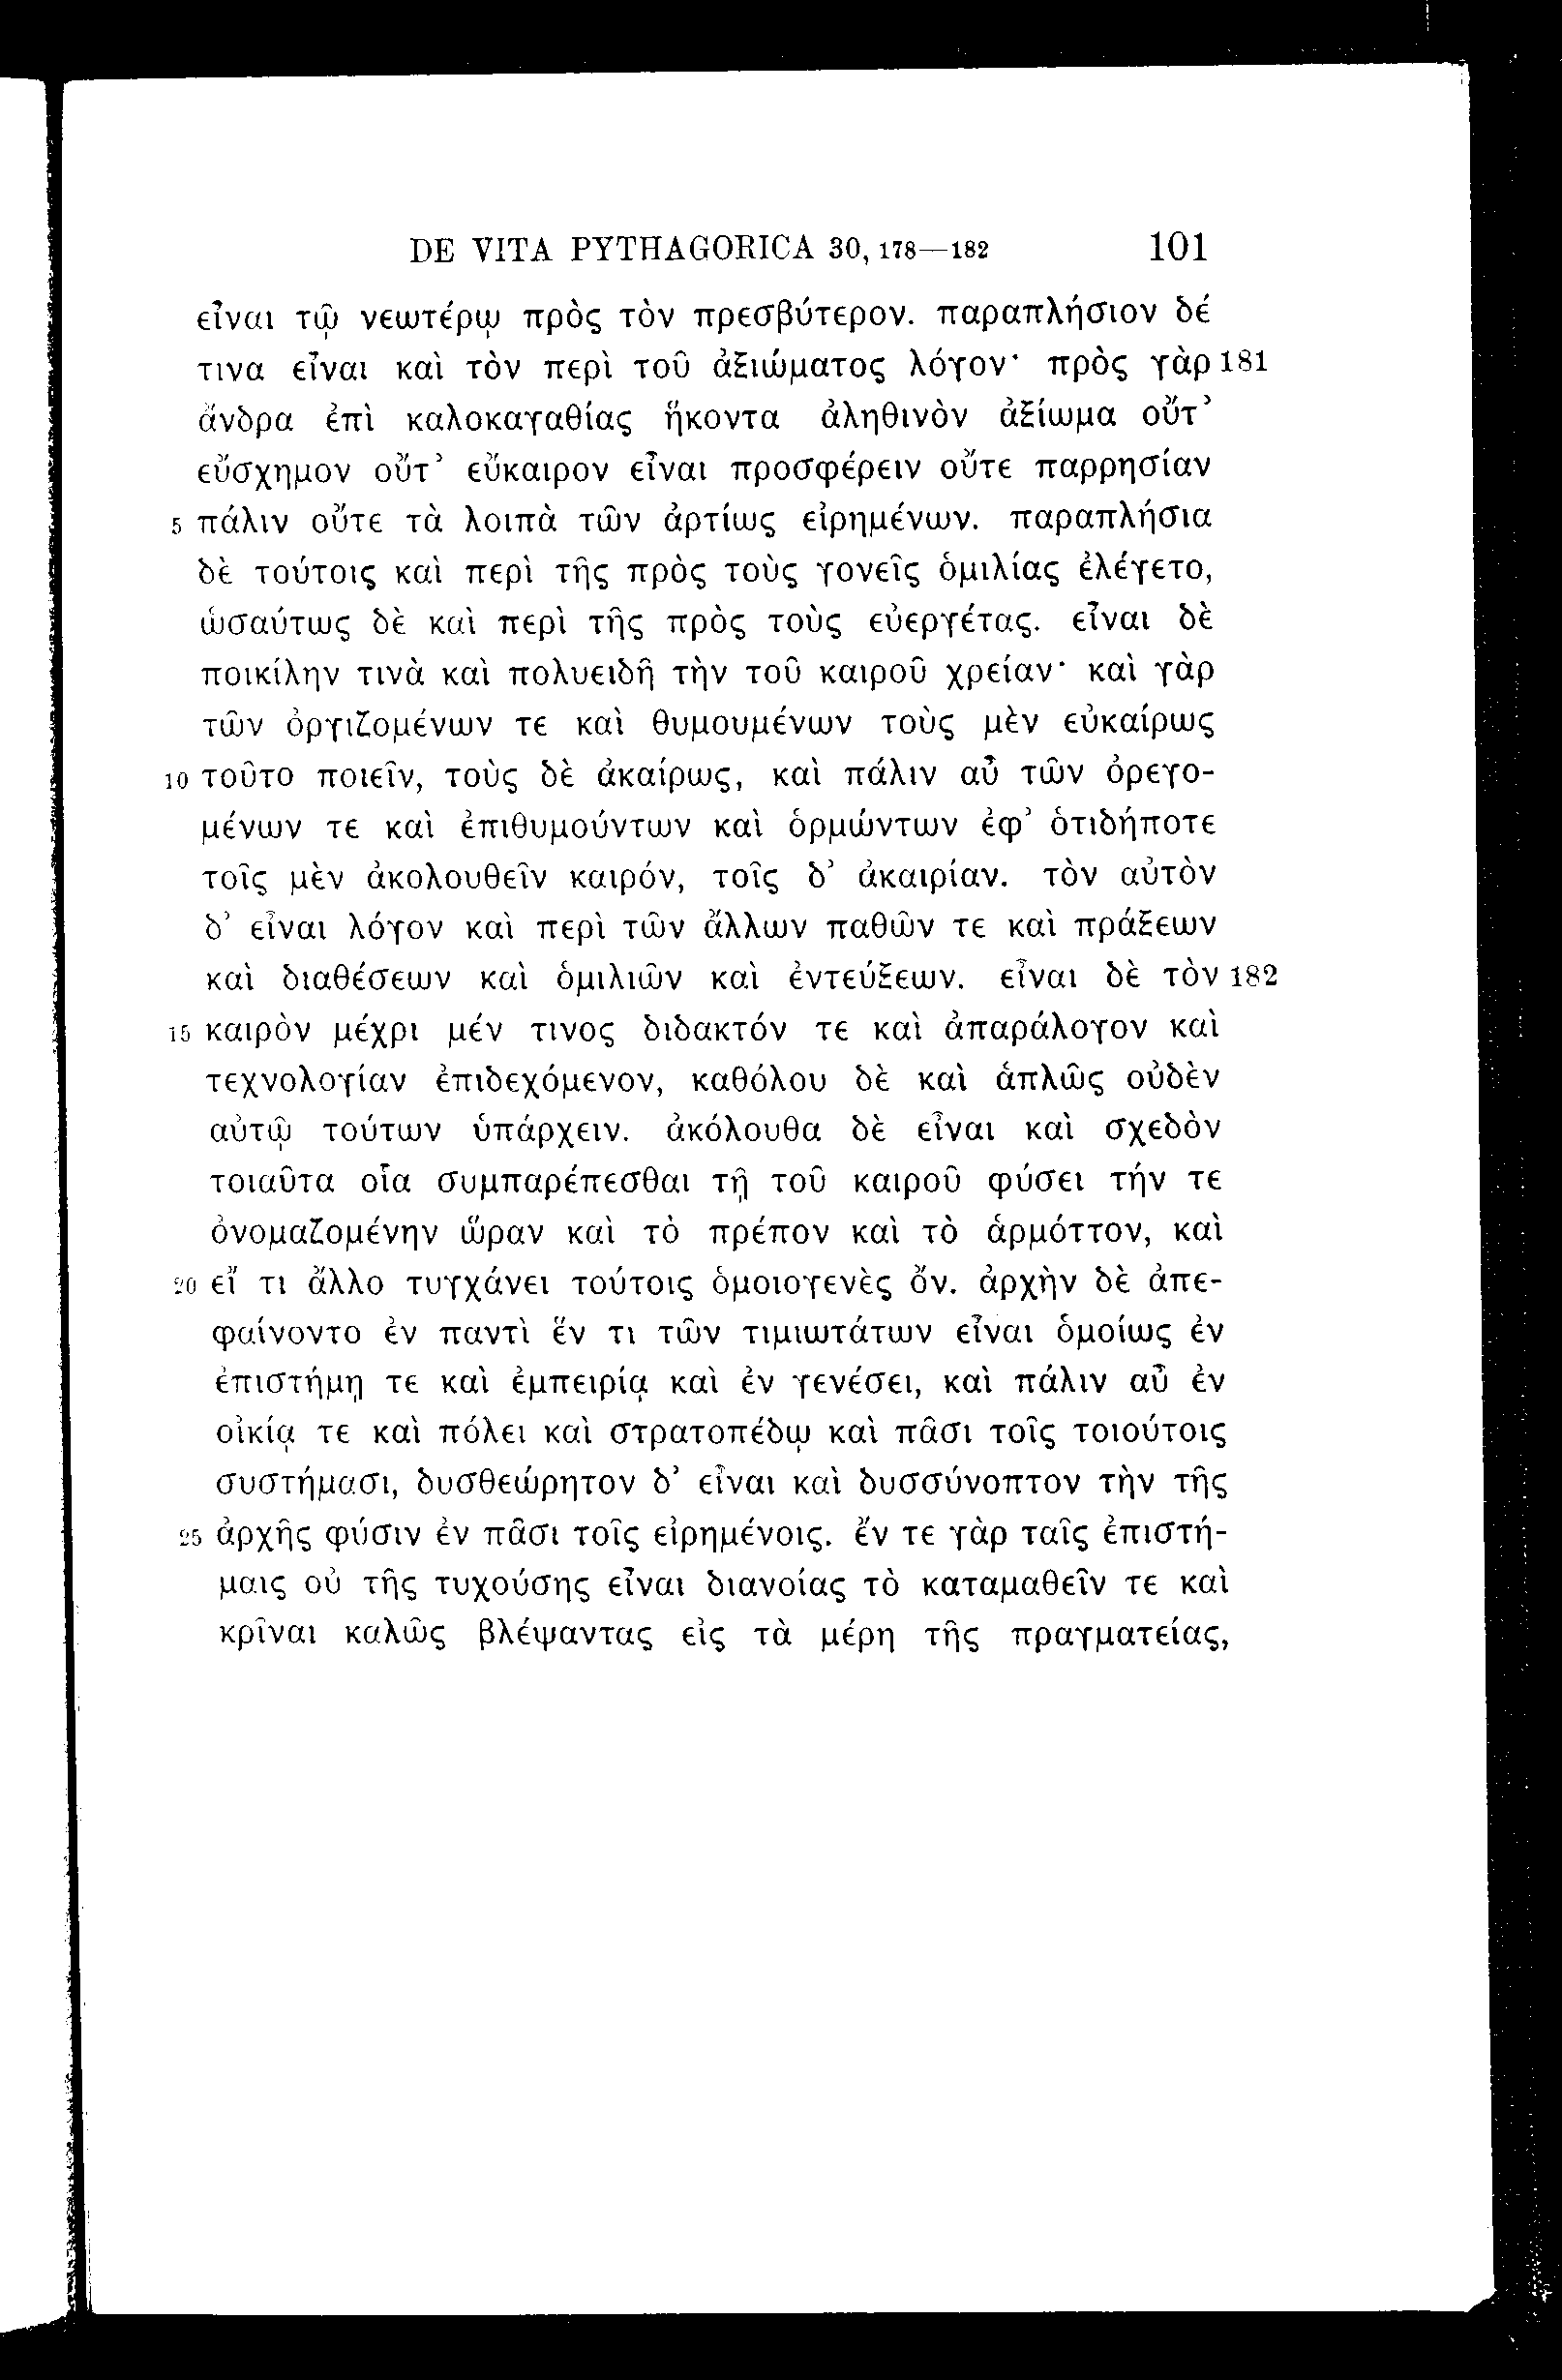 DE VITA PYTHAGORICA 30, 178—182 101
εἶναι τῷ νεωτέρῳ πρὸς τὸν πρεσβύτερον. παραπλήσιον δέ
τινα εἶναι καὶ τὸν περὶ τοῦ ἀξιώματος λόγον· πρὸς γὰρ 181
ἄνδρα ἐπὶ καλοκαγαθίας ἥκοντα ἀληθινὸν ἀξίωμα οὔτ’
εὔσχημον οὔτ’ εὔκαιρον εἶναι προσφέρειν οὔτε παρρησίαν
5 πάλιν οὔτε τὰ λοιπὰ τῶν ἀρτίως εἰρημένων. παραπλήσια
δὲ τούτοις καὶ περὶ τῆς πρὸς τοὺς γονεῖς ὁμιλίας ἐλέγετο,
ὡσαύτως δὲ καὶ περὶ τῆς πρὸς τοὺς εὐεργέτας. εἶναι δὲ
ποικίλην τινὰ καὶ πολυειδῆ τὴν τοῦ καιροῦ χρείαν· καὶ γὰρ
τῶν ὀργιζομένων τε καὶ θυμουμένων τοὺς μὲν εὐκαίρως
10 τοῦτο ποιεῖν, τοὺς δὲ ἀκαίρως, καὶ πάλιν αὖ τῶν ὀρεγο-
μένων τε καὶ ἐπιθυμούντων καὶ ὁρμώντων ἐφ’ ὁτιδήποτε
τοῖς μὲν ἀκολουθεῖν καιρόν, τοῖς δ’ ἀκαιρίαν. τὸν αὐτὸν
δ’ εἶναι λόγον καὶ περὶ τῶν ἄλλων παθῶν τε καὶ πράξεων
καὶ διαθέσεων καὶ ὁμιλιῶν καὶ ἐντεύξεων. εἶναι δὲ τὸν 182
15 καιρὸν μέχρι μέν τινος διδακτόν τε καὶ ἀπαράλογον καὶ
τεχνολογίαν ἐπιδεχόμενον, καθόλου δὲ καὶ ἁπλῶς οὐδὲν
αὐτῷ τούτων ὑπάρχειν. ἀκόλουθα δὲ εἶναι καὶ σχεδὸν
τοιαῦτα οἷα συμπαρέπεσθαι τῇ τοῦ καιροῦ φύσει τήν τε
ὀνομαζομένην ὥραν καὶ τὸ πρέπον καὶ τὸ ἁρμόττον, καὶ
20 εἴ τι ἄλλο τυγχάνει τούτοις ὁμοιογενὲς ὄν. ἀρχὴν δὲ ἀπε-
φαίνοντο ἐν παντὶ ἕν τι τῶν τιμιωτάτων εἶναι ὁμοίως ἐν
ἐπιστήμῃ τε καὶ ἐμπειρίᾳ καὶ ἐν γενέσει, καὶ πάλιν αὖ ἐν
οἰκίᾳ τε καὶ πόλει καὶ στρατοπέδῳ καὶ πᾶσι τοῖς τοιούτοις
συστήμασι, δυσθεώρητον δ’ εἶναι καὶ δυσσύνοπτον τὴν τῆς
25 ἀρχῆς φύσιν ἐν πᾶσι τοῖς εἰρημένοις. ἔν τε γὰρ ταῖς ἐπιστή-
μαις οὐ τῆς τυχούσης εἶναι διανοίας τὸ καταμαθεῖν τε καὶ
κρῖναι καλῶς βλέψαντας εἰς τὰ μέρη τῆς πραγματείας,